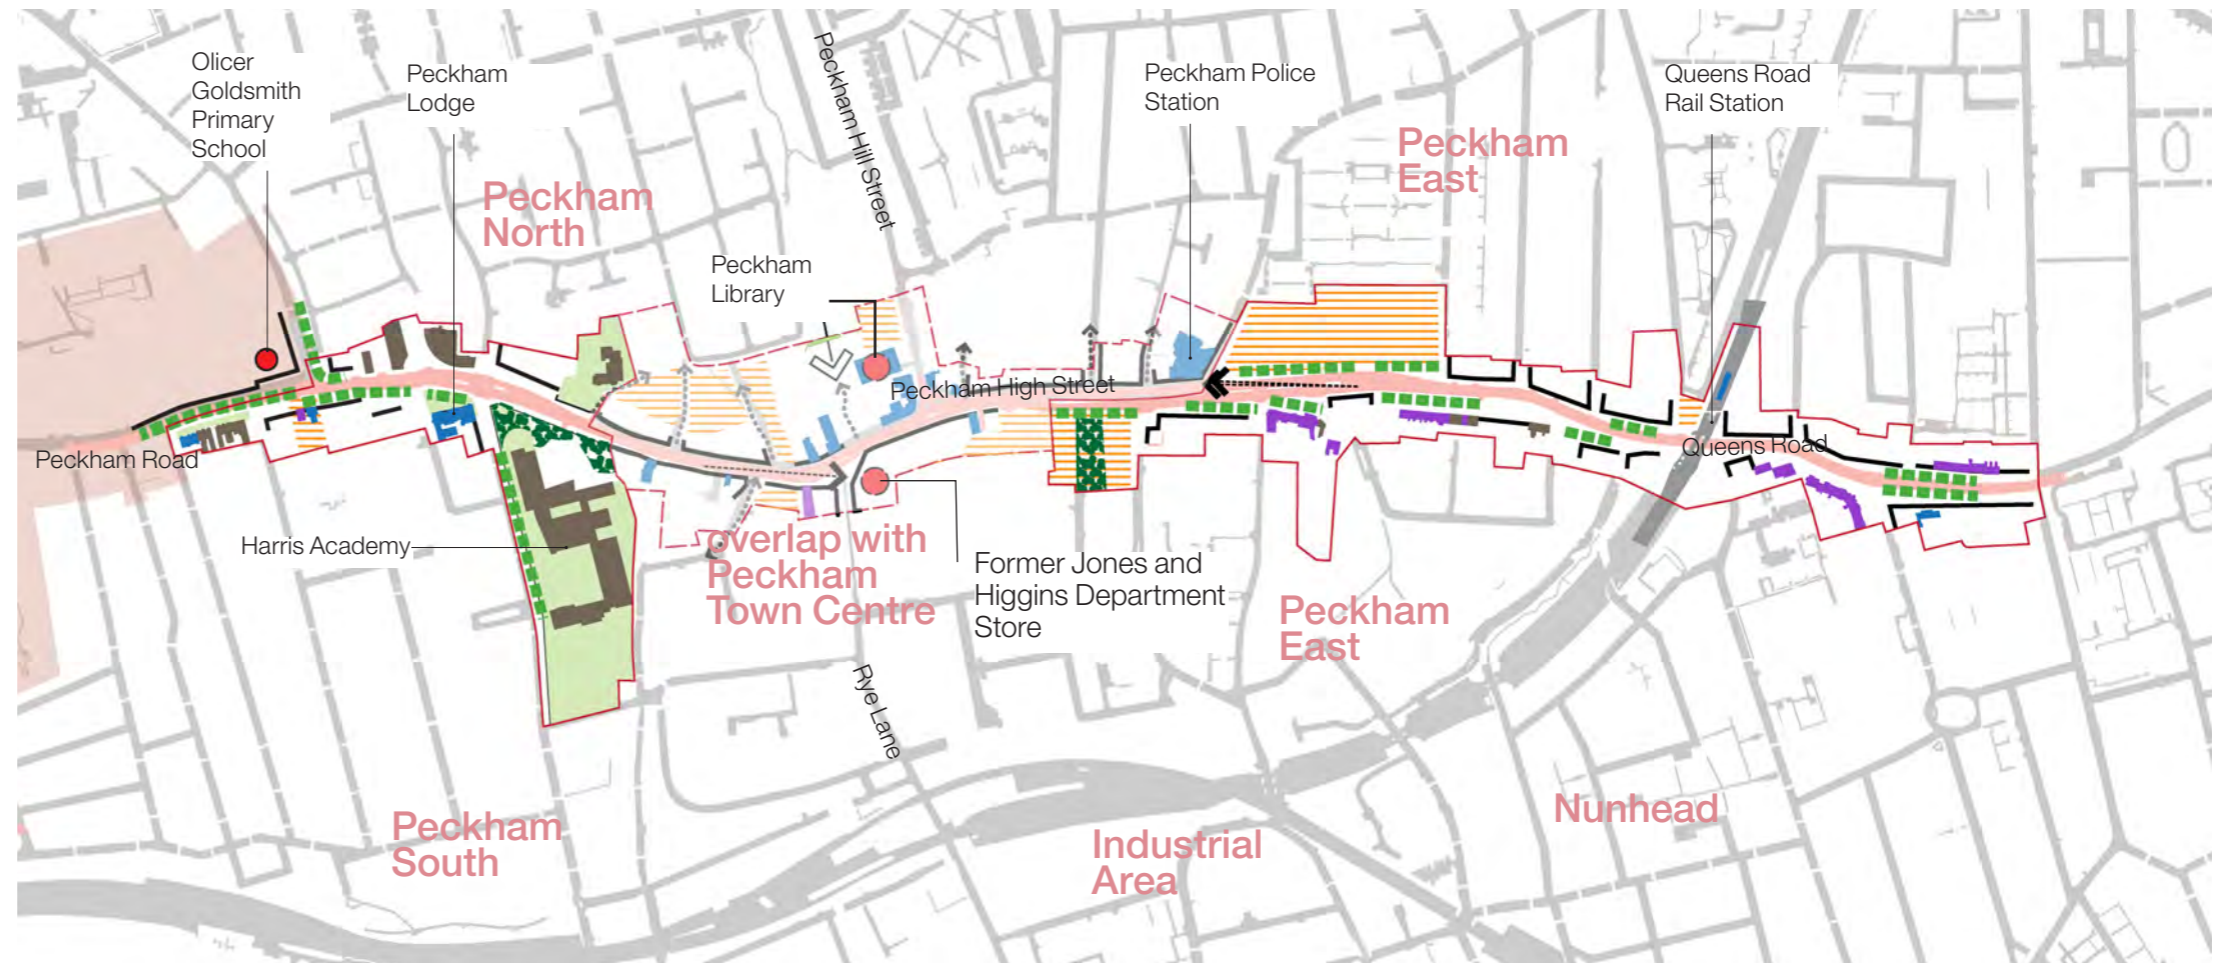 Olicer
Goldsmith
Primary
School
Peckham
Lodge
Peckham Hill Street
Peckham Police
Station
Queens Road
Rail Station
Peckham
East
Peckham
North
Peckham
Library
Peckham High Street
Peckham Road
Queens Road
Harris Academy
overlap with
Peckham
Town Centre
Former Jones and
Higgins Department
Store
Peckham
East
Rye Lane
Peckham
South
Industrial
Area
Nunhead